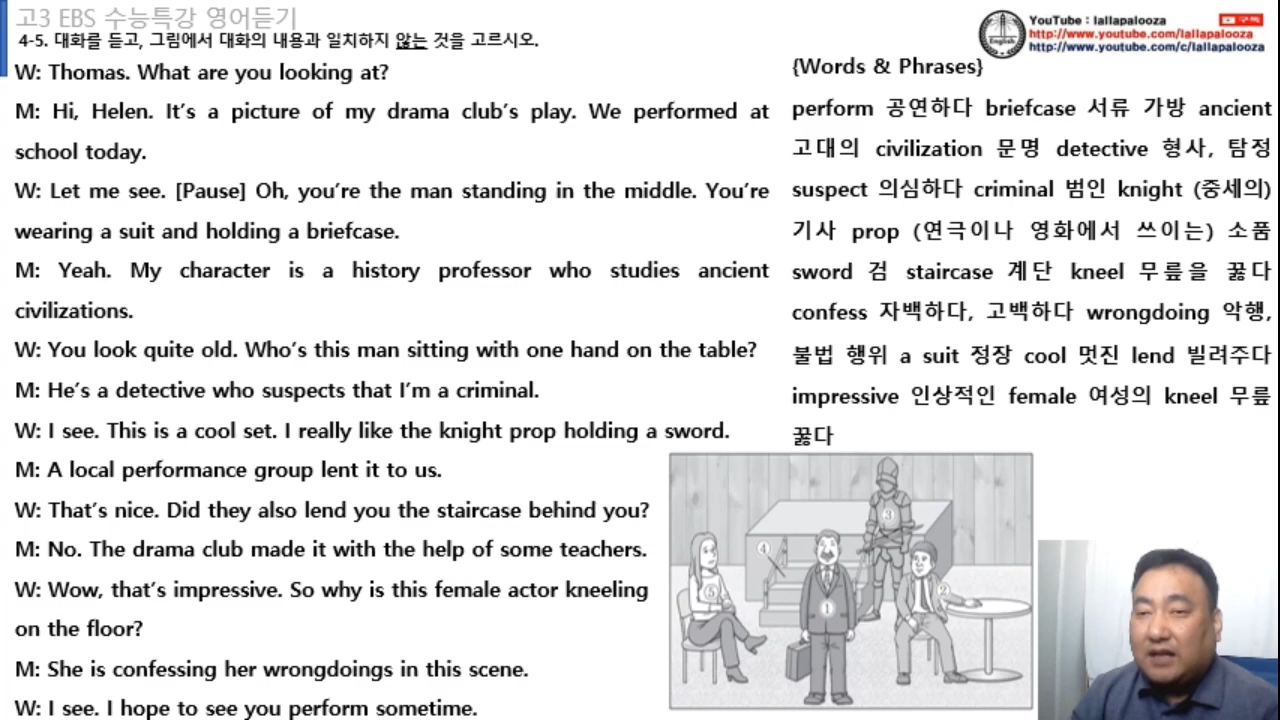 고3 EBS 수능특강 영어듣기
4-5. 대화를 듣고, 그림에서 대화의 내용과 일치하지 않는 것을 고르시오.
W: Thomas. What are you looking at?
M: Hi, Helen. It's a picture of my drama club's play. We performed at
school today.
W: Let me see. [Pause] Oh, you're the man standing in the middle. You're
wearing a suit and holding a briefcase.
M: Yeah. My character is a history professor who studies ancient
civilizations.
W: You look quite old. Who's this man sitting with one hand on the table?
M: He's a detective who suspects that I'm a criminal.
W: I see. This is a cool set. I really like the knight prop holding a sword.
M: A local performance group lent it to us.
W: That's nice. Did they also lend you the staircase behind you?
M: No. The drama club made it with the help of some teachers.
W: Wow, that's impressive. So why is this female actor kneeling
on the floor?
M: She is confessing her wrongdoings in this scene.
W: I see. I hope to see you perform sometime.
English
YouTube : lallapalooza
구독
http://www.youtube.com/lallapalooza
http://www.youtube.com/c/lallapalooza
{Words & Phrases}
perform 공연하다 briefcase 서류 가방 ancient
고대의 civilization 문명 detective 형사, 탐정
suspect 의심하다 criminal 범인 knight (중세의)
기사 prop (연극이나 영화에서 쓰이는) 소품
sword 검 staircase 계단 kneel 무릎을 꿇다
confess 자백하다, 고백하다 wrongdoing 악행,
불법 행위 a suit 정장 cool 멋진 lend 빌려주다
impressive 인상적인 female 여성의 kneel 무릎
꿇다
③
④
⑤
①
②